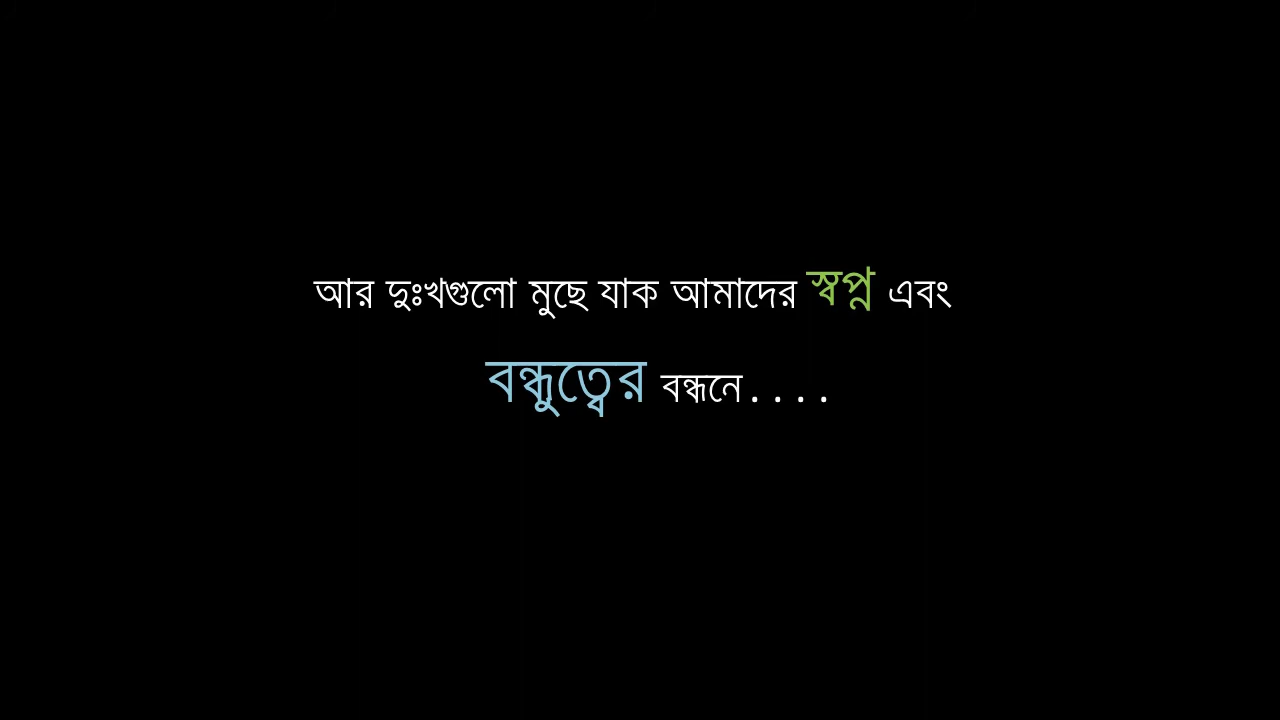 আর দুঃখগুলো মুছে যাক আমাদের স্বপ্ন এবং
বন্ধুত্বের বন্ধনে....